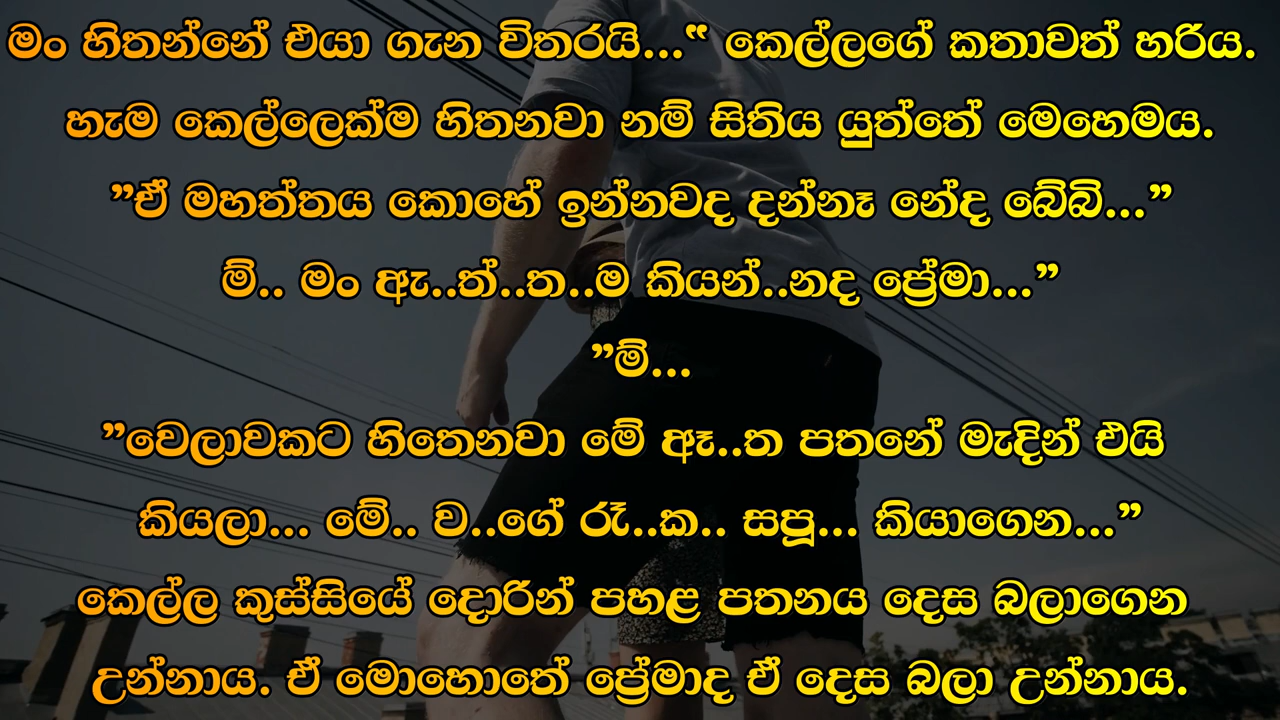 මං හිතන්නේ එයා ගැන විතරයි...“ කෙල්ලගේ කතාවත් හරිය.
හැම කෙල්ලෙක්ම හිතනවා නම් සිතිය යුත්තේ මෙහෙමය.
”ඒ මහත්තය කොහේ ඉන්නවද දන්නෑ නේද බේබි...”
ම්.. මං ඇ..ත්..ත..ම කියන්..නද ප්‍රේමා...”
”ම්...
”වෙලාවකට හිතෙනවා මේ ඈ..ත පතනේ මැදින් එයි
කියලා... මේ.. ව..ගේ රෑ..ක.. සපූ... කියාගෙන...”
කෙල්ල කුස්සියේ දොරින් පහළ පතනය දෙස බලාගෙන
උන්නාය. ඒ මොහොතේ ප්‍රේමාද ඒ දෙස බලා උන්නාය.